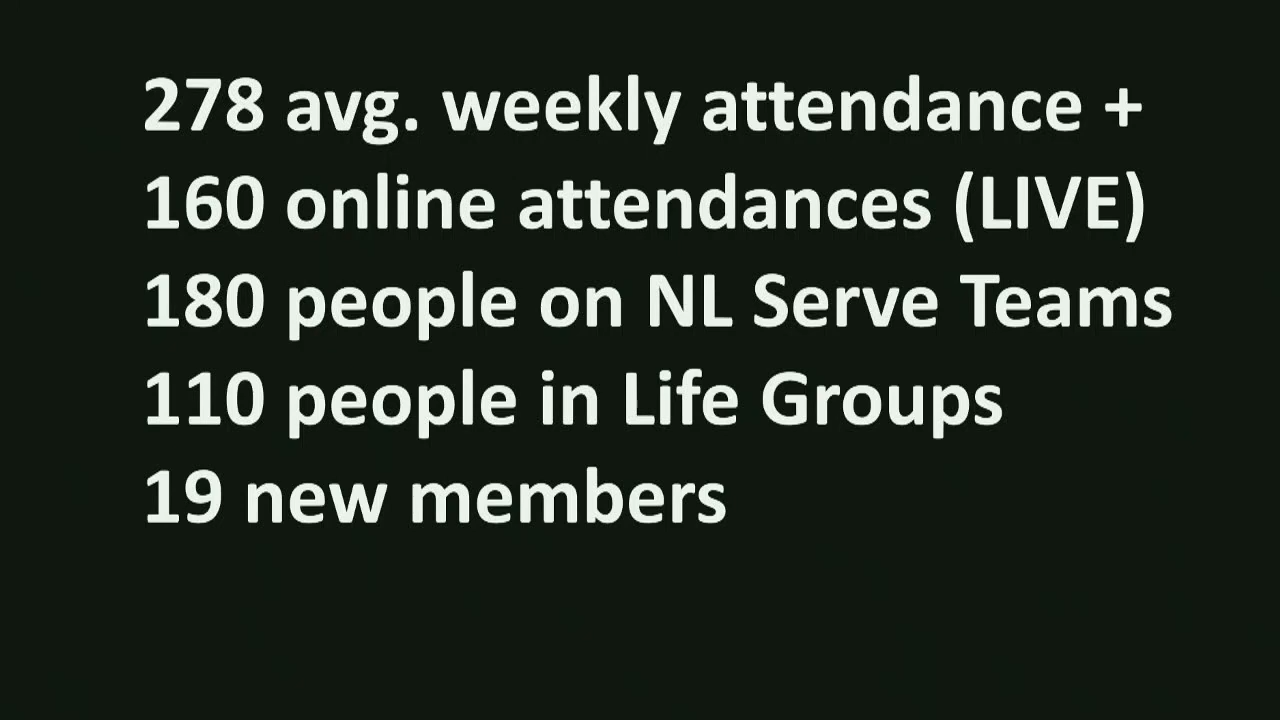 278 avg. weekly attendance +
160 online attendances (LIVE)
180 people on NL Serve Teams
110 people in Life Groups
19 new members